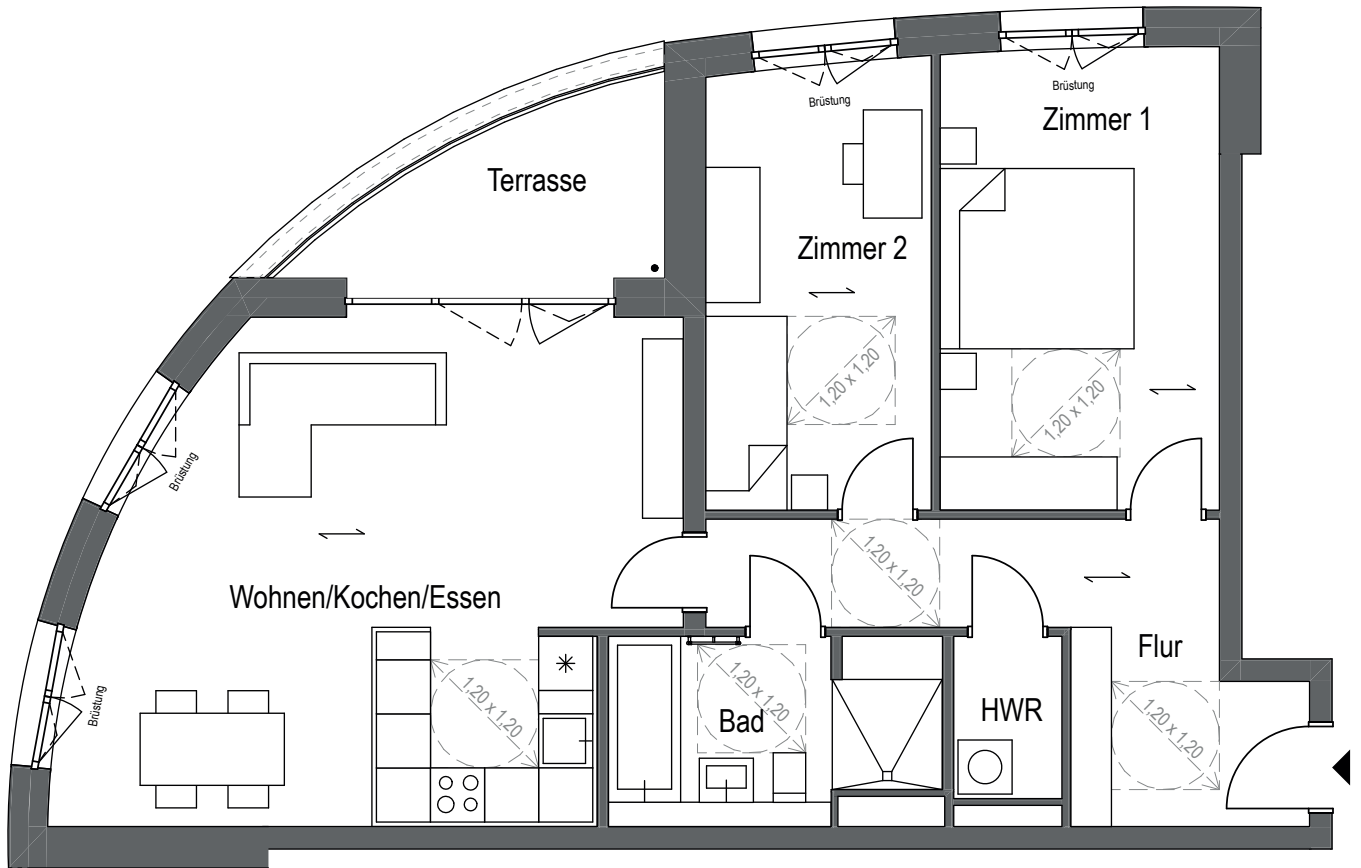 Brüstung
Brüstung
Zimmer 1
Terrasse
Zimmer 2
1,20 x 1,20
1,20 x 1,20
Brüstung
1,20 x 1,20
Wohnen/Kochen/Essen
Flur
1,20 x 1,20
1,20 x 1,20
Brüstung
Bad
HWR
1,20 x 1,20